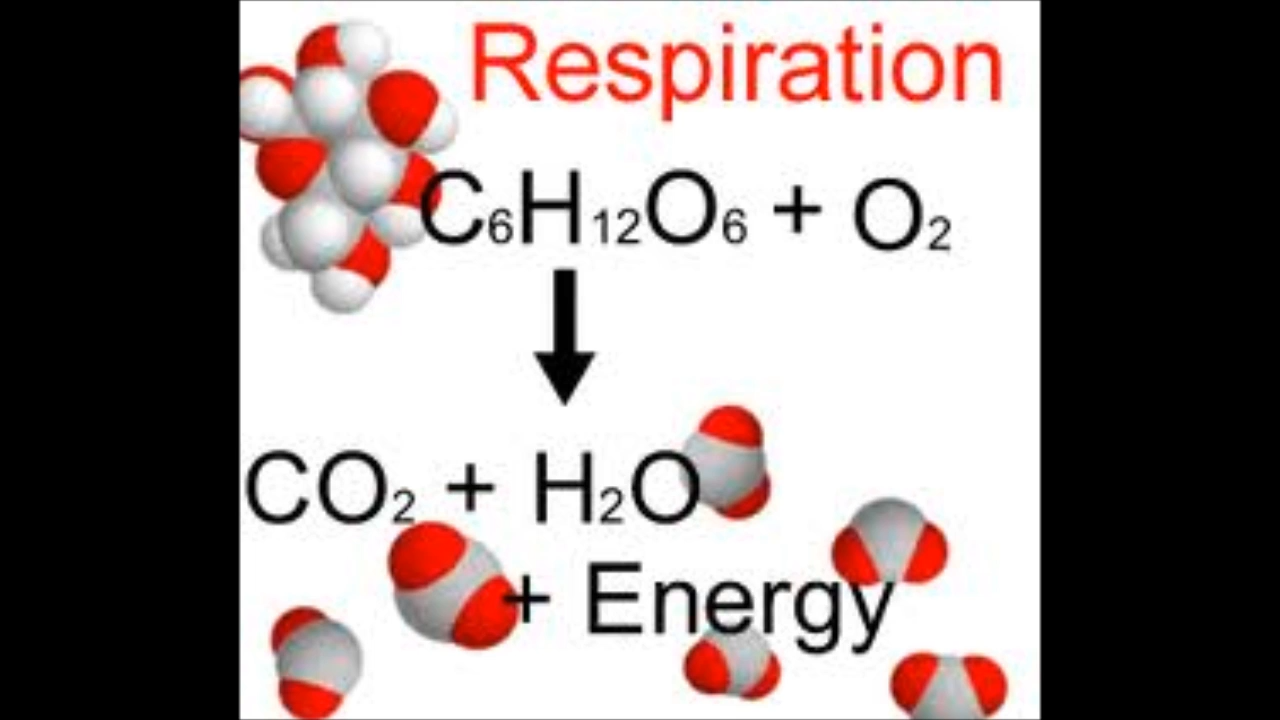 Respiration
C₆H₁₂O₆ + O₂
CO₂ + H₂O
+ Energy